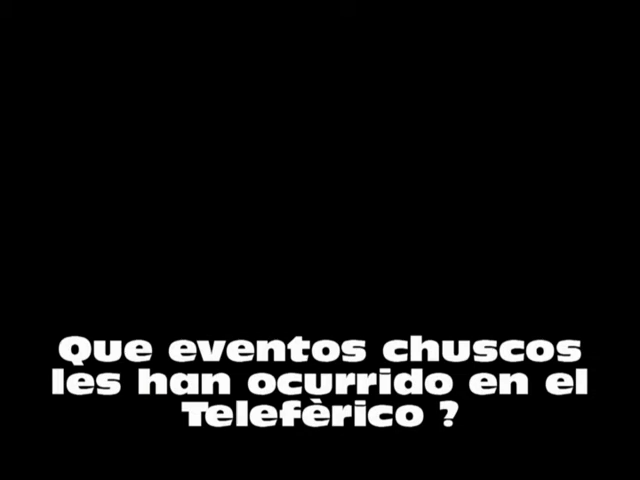 Que eventos chuscos
les han ocurrido en el
Telefèrico ?